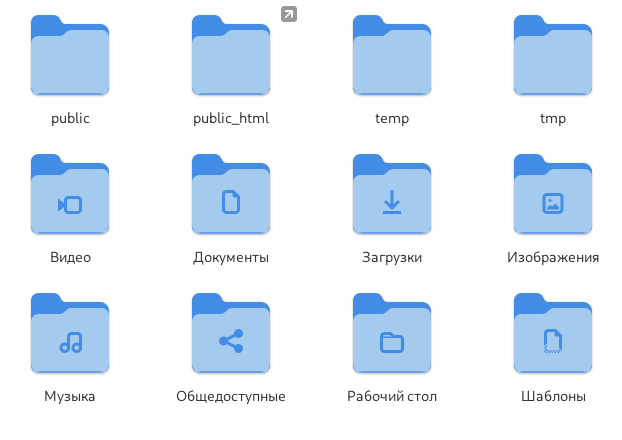 public
public_html
temp
tmp
Видео
Документы
Загрузки
Изображения
Музыка
Общедоступные
Рабочий стол
Шаблоны